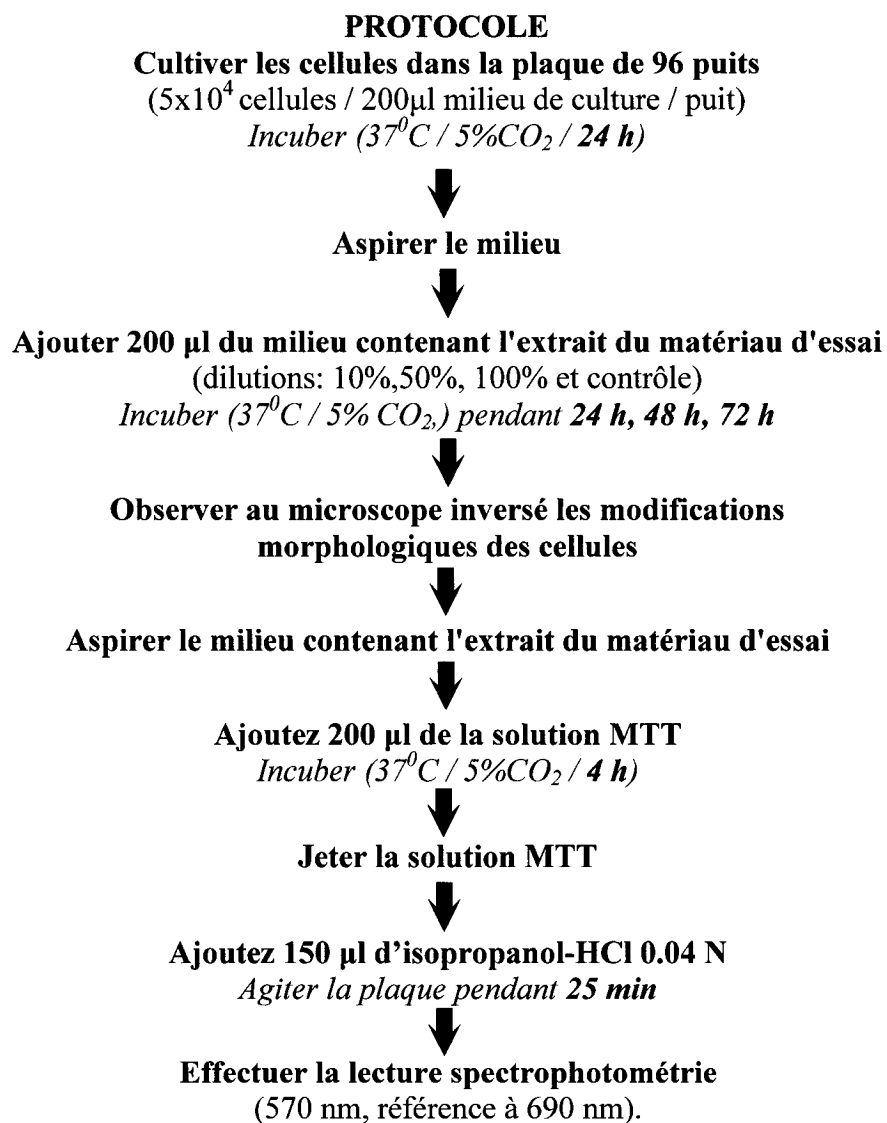 PROTOCOLE
Cultiver les cellules dans la plaque de 96 puits
(5x10⁴ cellules / 200µl milieu de culture / puit)
Incuber (37⁰C / 5%CO₂ / 24 h)
Aspirer le milieu
Ajouter 200 µl du milieu contenant l'extrait du matériau d'essai
(dilutions: 10%,50%, 100% et contrôle)
Incuber (37⁰C / 5% CO₂,) pendant 24 h, 48 h, 72 h
Observer au microscope inversé les modifications
morphologiques des cellules
Aspirer le milieu contenant l'extrait du matériau d'essai
Ajoutez 200 µl de la solution MTT
Incuber (37⁰C / 5%CO₂ / 4 h)
Jeter la solution MTT
Ajoutez 150 µl d’isopropanol-HCl 0.04 N
Agiter la plaque pendant 25 min
Effectuer la lecture spectrophotométrie
(570 nm, référence à 690 nm).